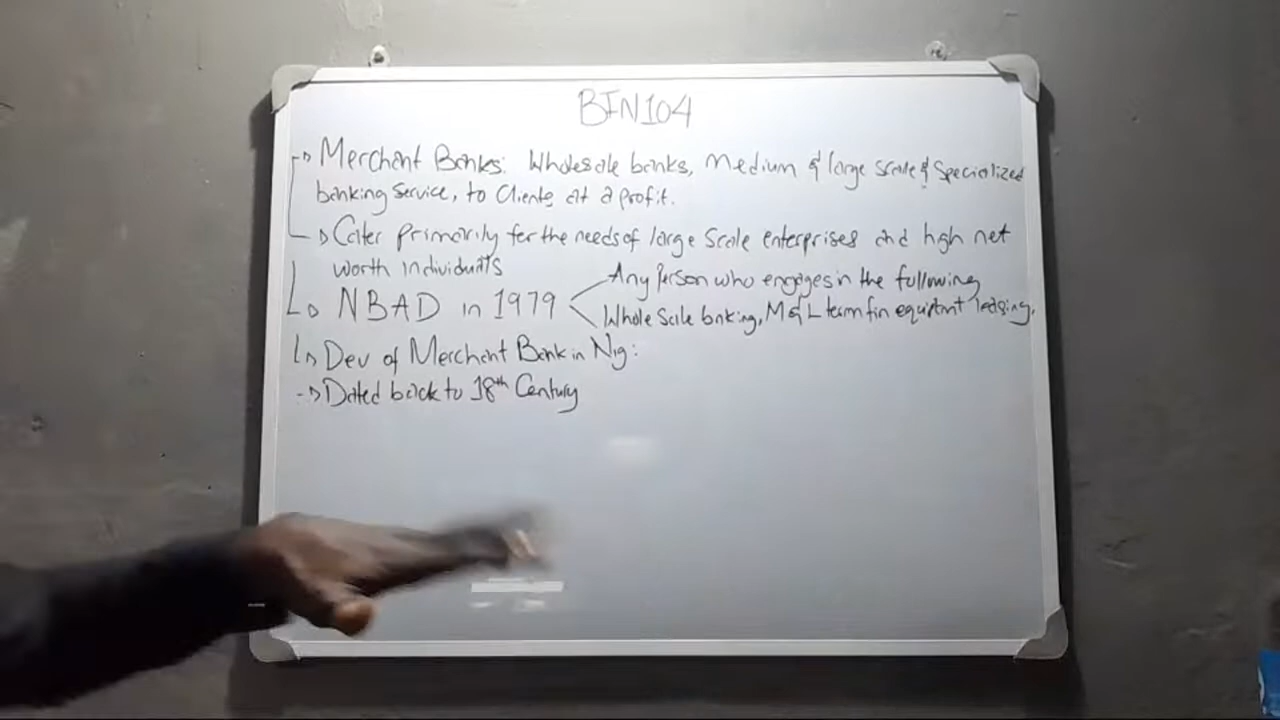 BFN104
Merchant Banks: Wholesale banks, Medium & large scale & Specialized
banking Service, to Clients at a profit.
Cater primarily for the needs of large Scale enterprises and high net
worth individuals
NBAD in 1979
Any Person who engages in the following
Whole Scale banking, M & L term fin equipment
Dev of Merchant Bank in Nig:
Dated back to 18th Century